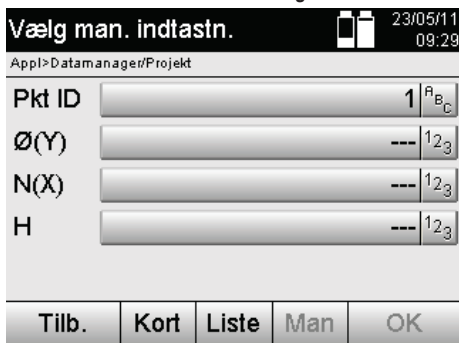 Vælg man. indtastn. 23/05/11
09:29
Appl>Datamanager/Projekt
Pkt ID 1 ABC
Ø(Y) --- 123
N(X) --- 123
H --- 123
Tilb. Kort Liste Man OK